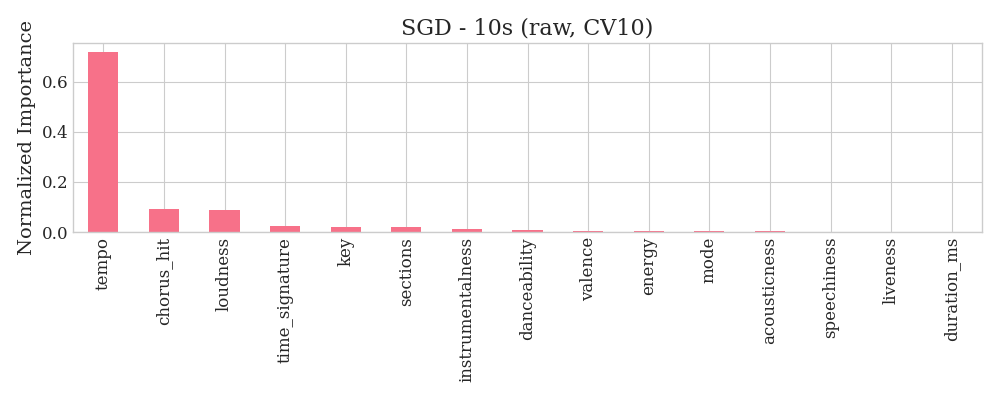 SGD - 10s (raw, CV10)
Normalized Importance
0.6
0.4
0.2
0.0
tempo
chorus_hit
loudness
time_signature
key
sections
instrumentalness
danceability
valence
energy
mode
acousticness
speechiness
liveness
duration_ms